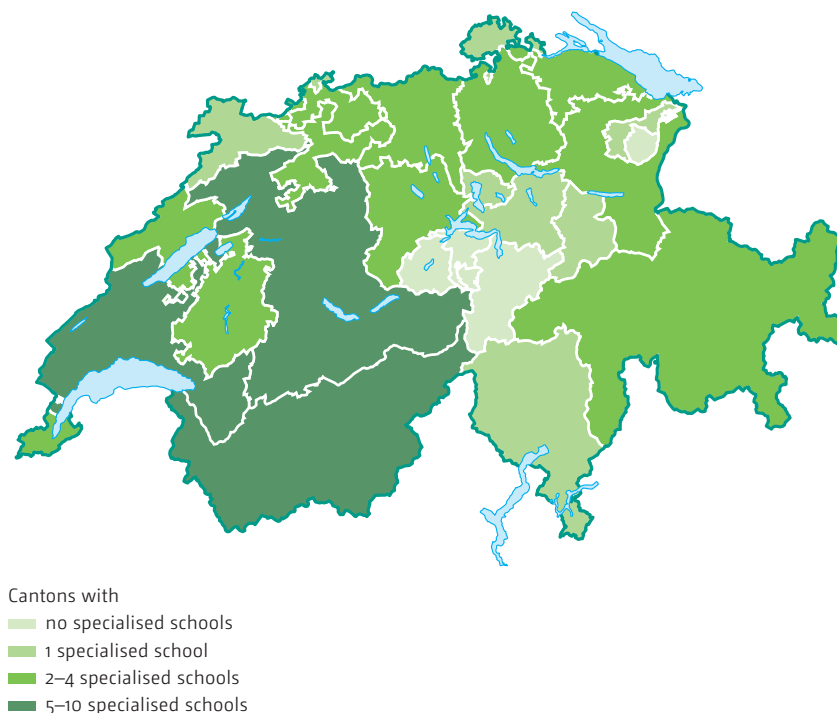 Cantons with
no specialised schools
1 specialised school
2–4 specialised schools
5–10 specialised schools